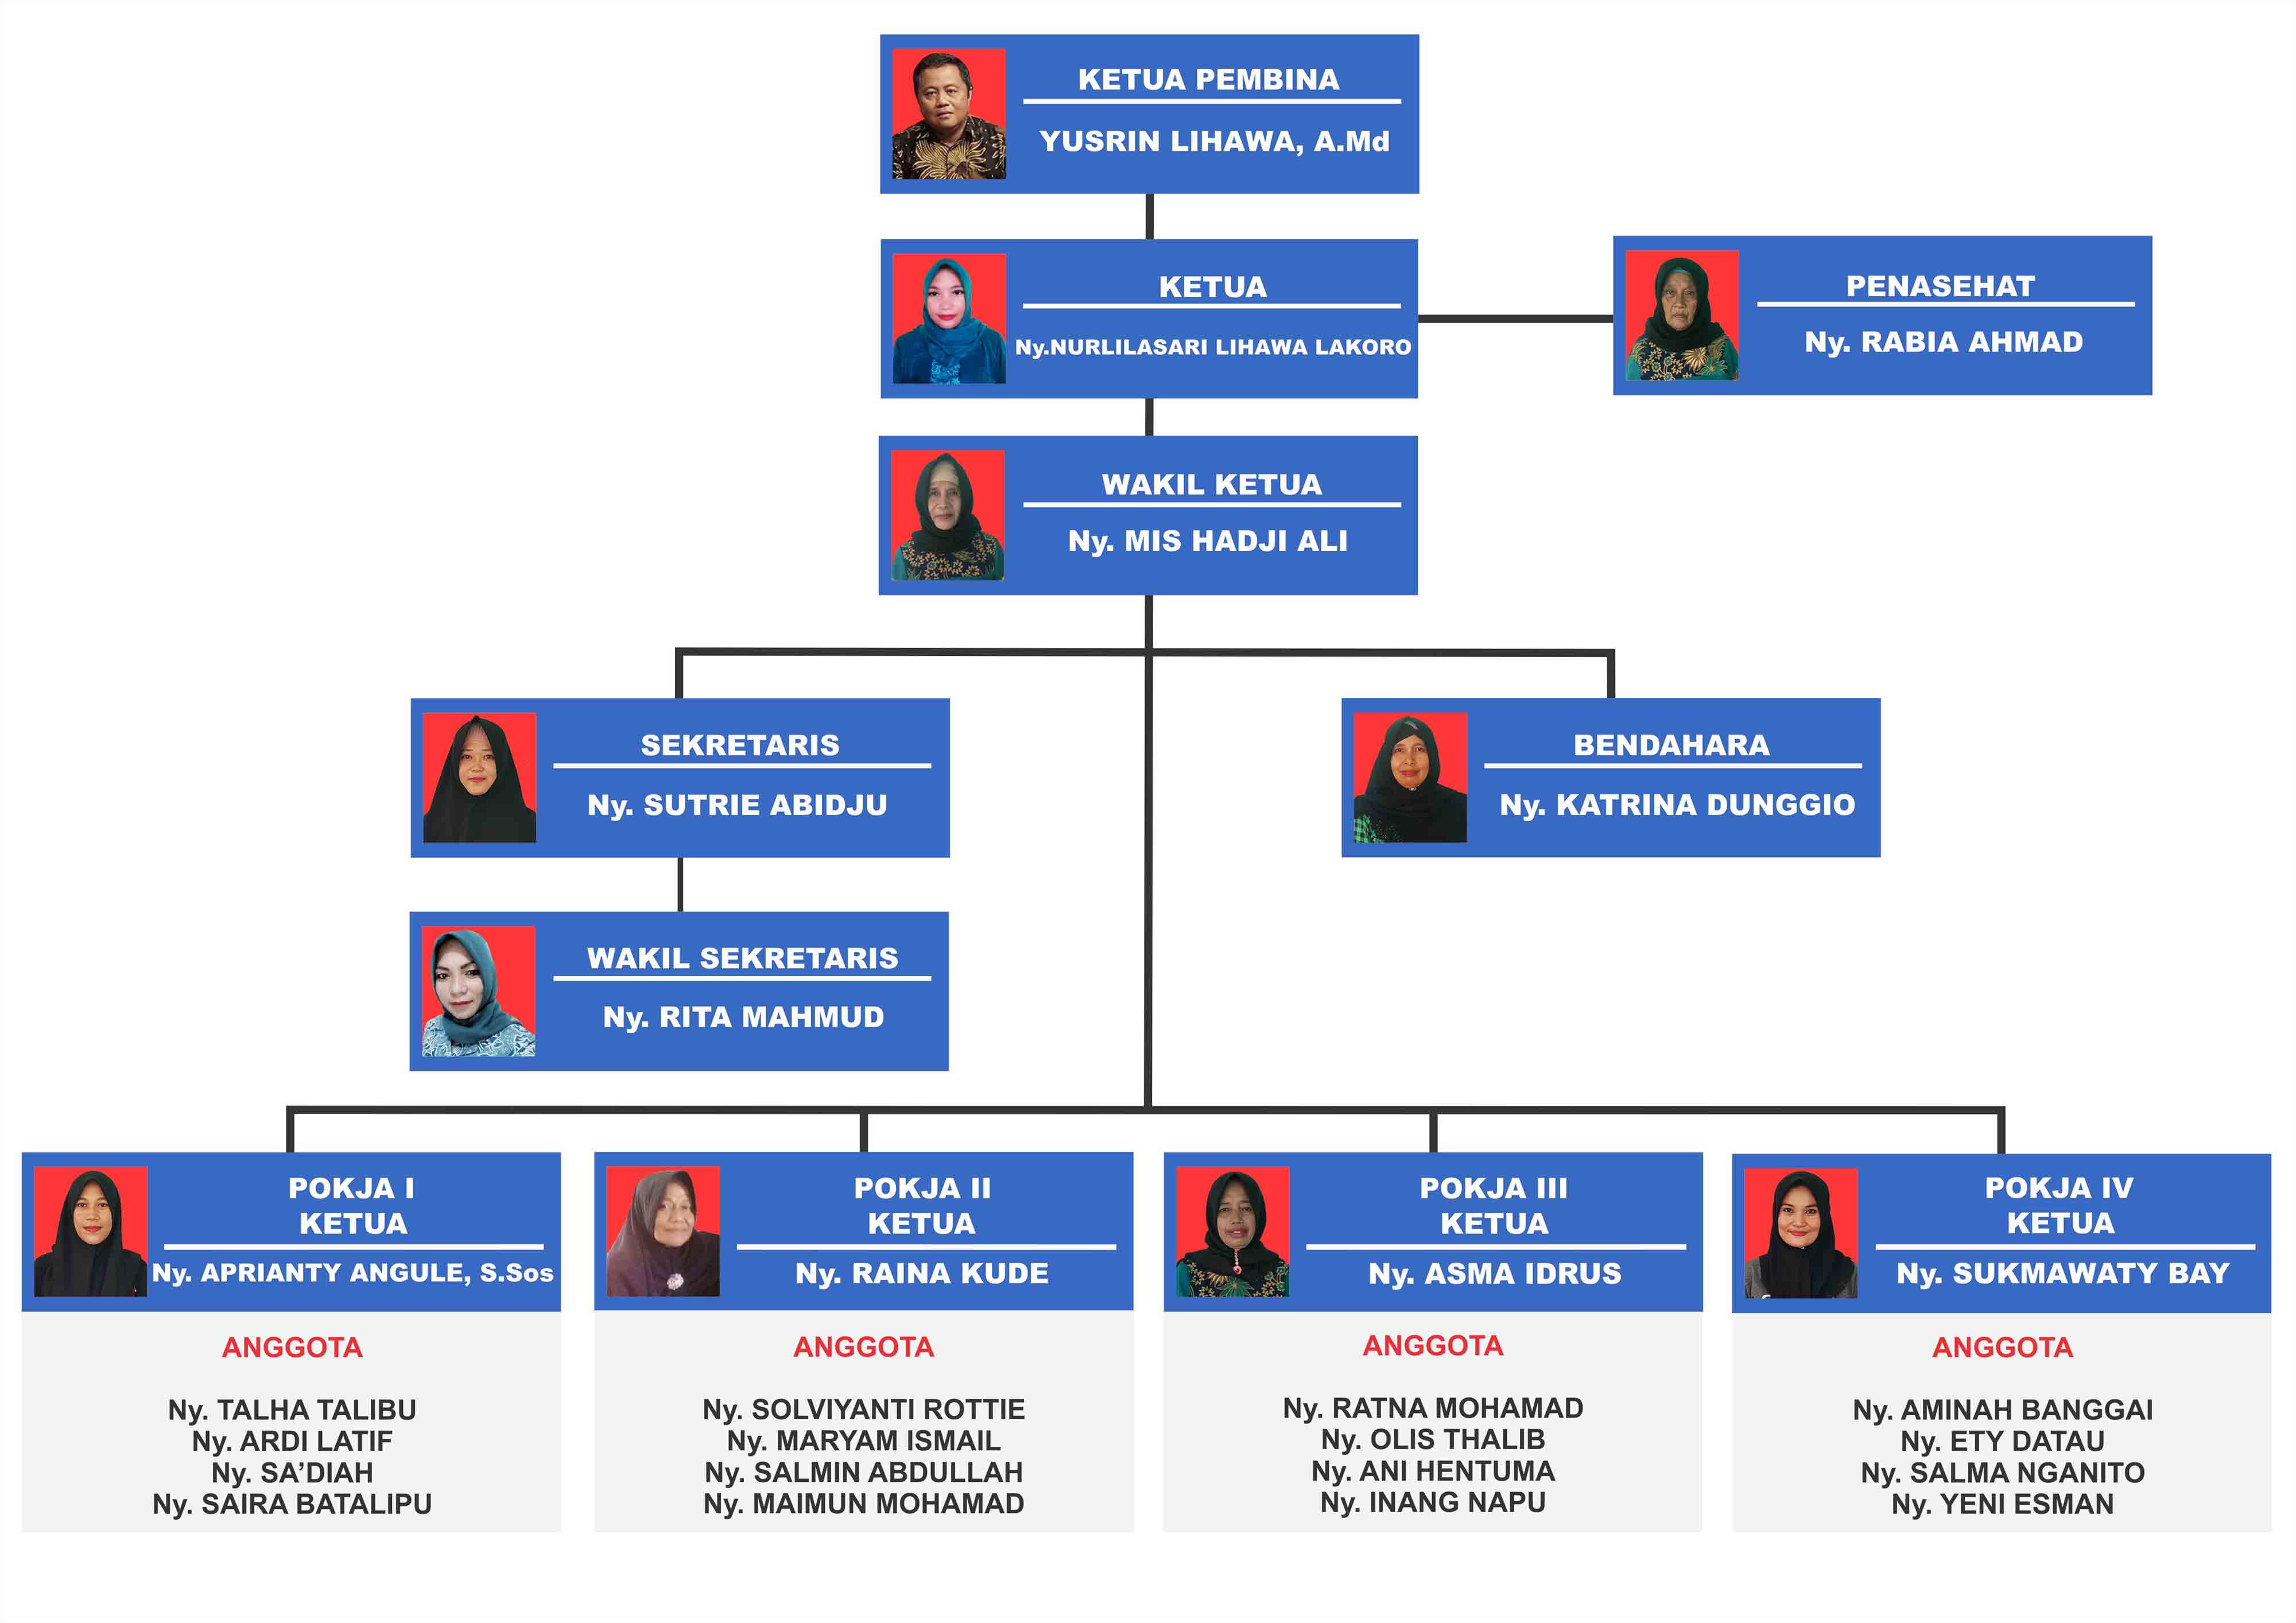 KETUA PEMBINA
YUSRIN LIHAWA, A.Md
KETUA
Ny.NURLILASARI LIHAWA LAKORO
PENASEHAT
Ny. RABIA AHMAD
WAKIL KETUA
Ny. MIS HADJI ALI
SEKRETARIS
Ny. SUTRIE ABIDJU
BENDAHARA
Ny. KATRINA DUNGGIO
WAKIL SEKRETARIS
Ny. RITA MAHMUD
POKJA I
KETUA
Ny. APRIANTY ANGULE, S.Sos
ANGGOTA
Ny. TALHA TALIBU
Ny. ARDI LATIF
Ny. SA’DIAH
Ny. SAIRA BATALIPU
POKJA II
KETUA
Ny. RAINA KUDE
ANGGOTA
Ny. SOLVIYANTI ROTTIE
Ny. MARYAM ISMAIL
Ny. SALMIN ABDULLAH
Ny. MAIMUN MOHAMAD
POKJA III
KETUA
Ny. ASMA IDRUS
ANGGOTA
Ny. RATNA MOHAMAD
Ny. OLIS THALIB
Ny. ANI HENTUMA
Ny. INANG NAPU
POKJA IV
KETUA
Ny. SUKMAWATY BAY
ANGGOTA
Ny. AMINAH BANGGAI
Ny. ETY DATAU
Ny. SALMA NGANITO
Ny. YENI ESMAN